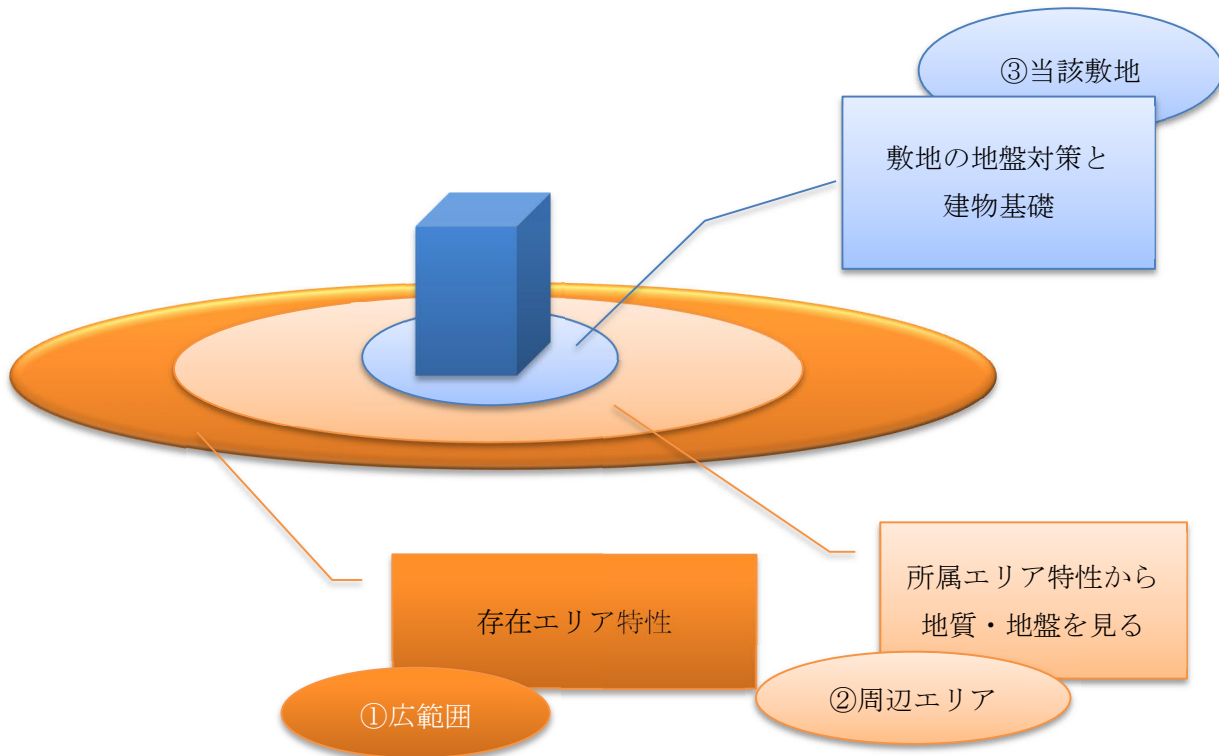 ③当該敷地
敷地の地盤対策と
建物基礎
所属エリア特性から
地質・地盤を見る
②周辺エリア
存在エリア特性
①広範囲